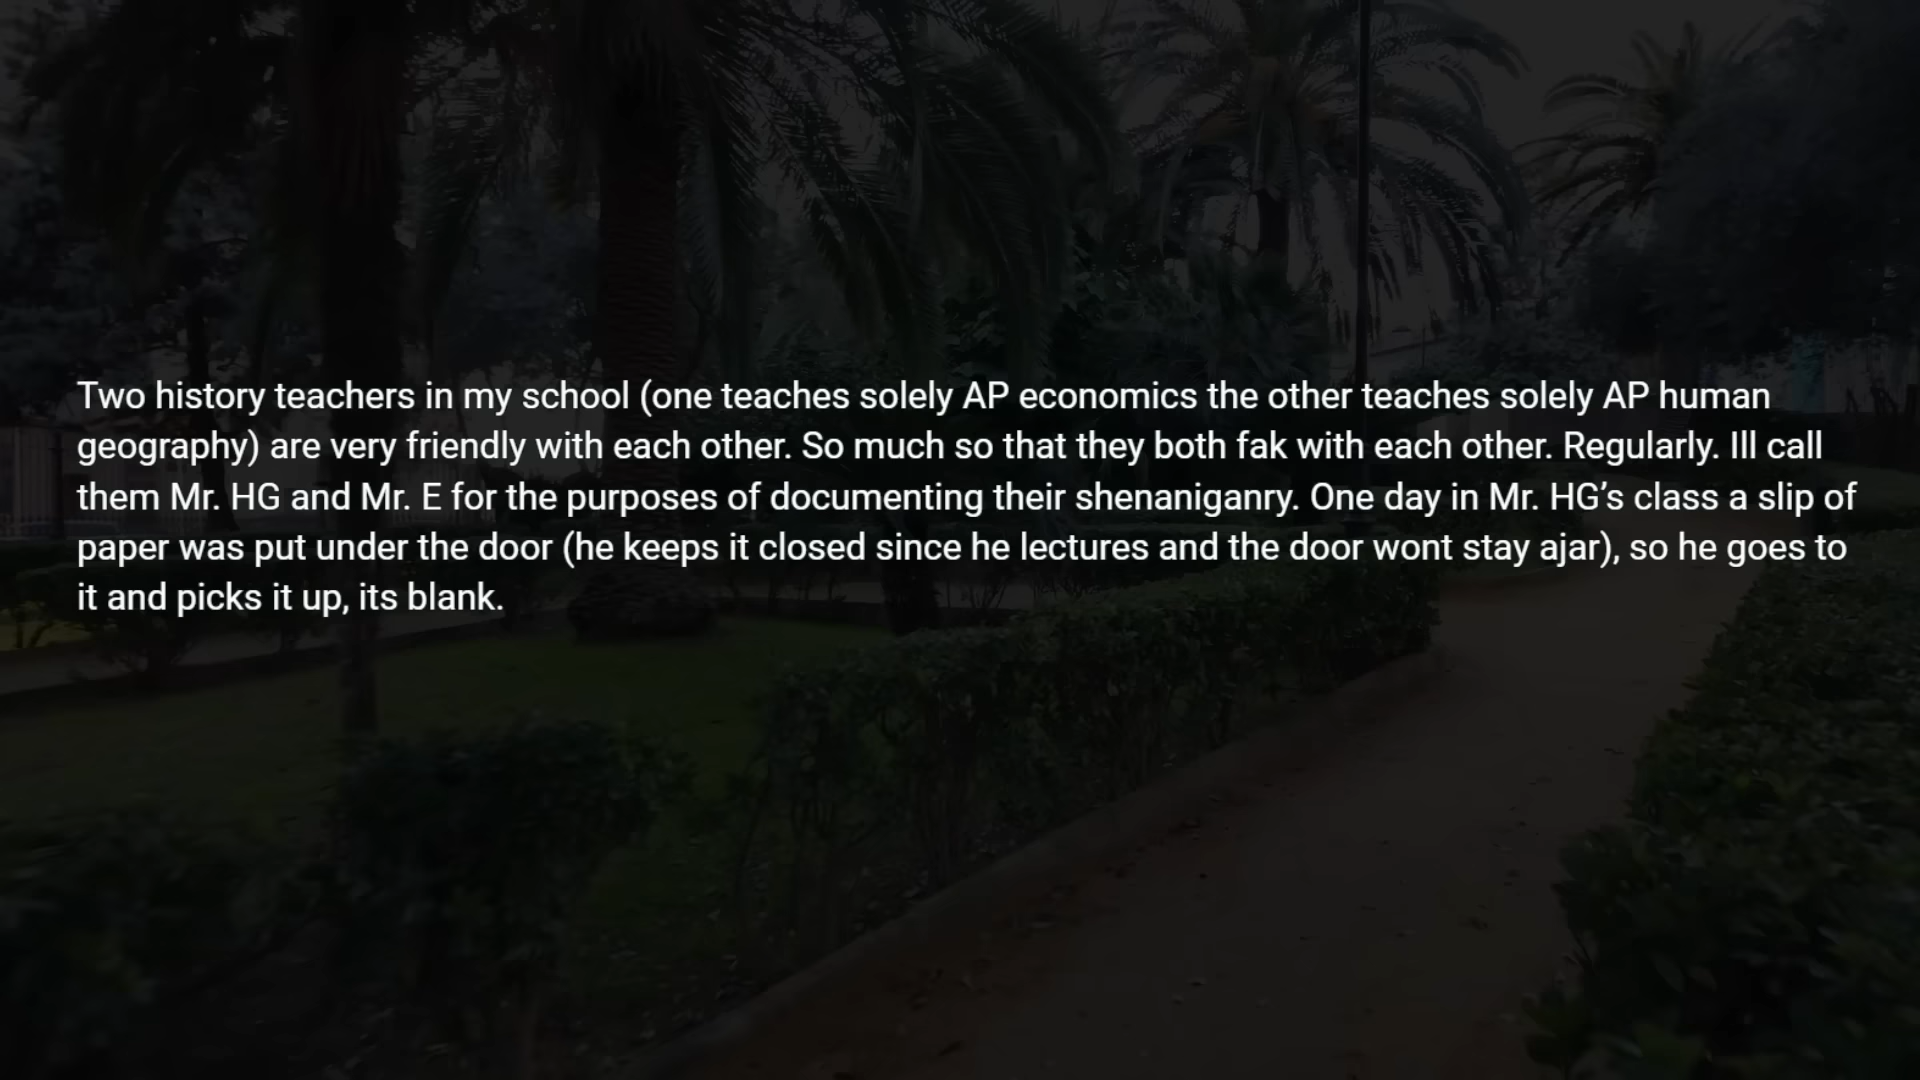 Two history teachers in my school (one teaches solely AP economics the other teaches solely AP human
geography) are very friendly with each other. So much so that they both fak with each other. Regularly. Ill call
them Mr. HG and Mr. E for the purposes of documenting their shenaniganry. One day in Mr. HG’s class a slip of
paper was put under the door (he keeps it closed since he lectures and the door wont stay ajar), so he goes to
it and picks it up, its blank.